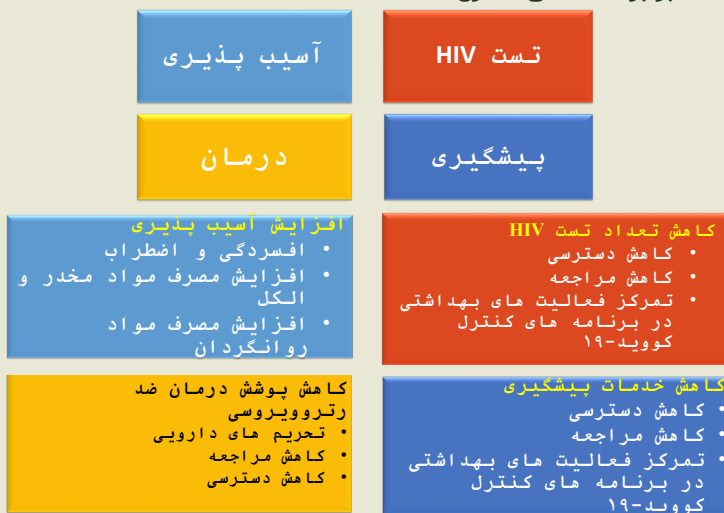 تست HIV
آسیب پذیری
پیشگیری
درمان
کاهش تعداد تست HIV
• کاهش دسترسی
• کاهش مراجعه
• تمرکز فعالیت های بهداشتی
در برنامه های کنترل
کووید-۱۹
افزایش آسیب پذیری
• افسردگی و اضطراب
• افزایش مصرف مواد مخدر و
الکل
• افزایش مصرف مواد
روانگردان
کاهش خدمات پیشگیری
• کاهش دسترسی
• کاهش مراجعه
• تمرکز فعالیت های بهداشتی
در برنامه های کنترل
کووید-۱۹
کاهش پوشش درمان ضد
رتروویروسی
• تحریم های دارویی
• کاهش مراجعه
• کاهش دسترسی